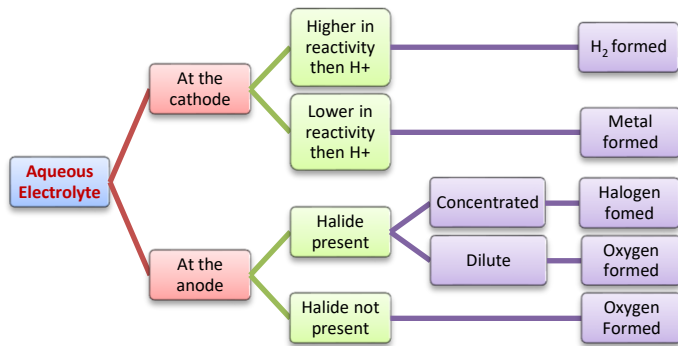 Aqueous
Electrolyte
At the
cathode
Higher in
reactivity
then H+
H₂ formed
Lower in
reactivity
then H+
Metal
formed
At the
anode
Halide
present
Concentrated
Halogen
fomed
Dilute
Oxygen
formed
Halide not
present
Oxygen
Formed